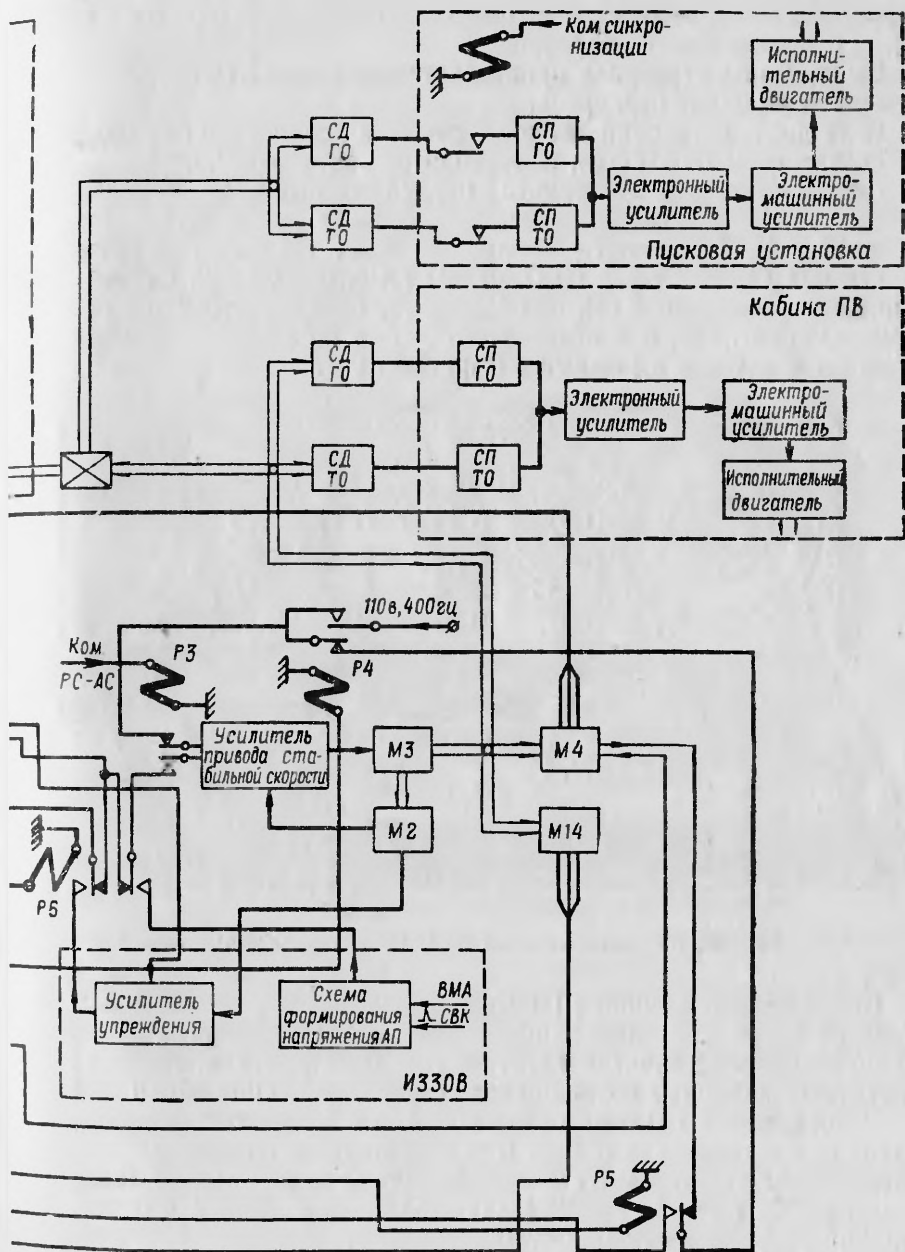 Ком синхро-
низации
Исполни-
тельный
двигатель
СД
ГО
СП
ГО
Электронный
усилитель
Электро-
машинный
усилитель
СД
ТО
СП
ТО
Пусковая установка
Кабина ПВ
СД
ГО
СП
ГО
Электронный
усилитель
Электро-
машинный
усилитель
СД
ТО
СП
ТО
Исполнительный
двигатель
110в, 400гц
Ком
РС-АС
Р3
Р4
Усилитель
привода ста-
бильной скорости
М3
М4
М2
М14
Р5
Усилитель
упреждения
Схема
формирования
напряжения АП
ВМА
СВК
И330В
Р5